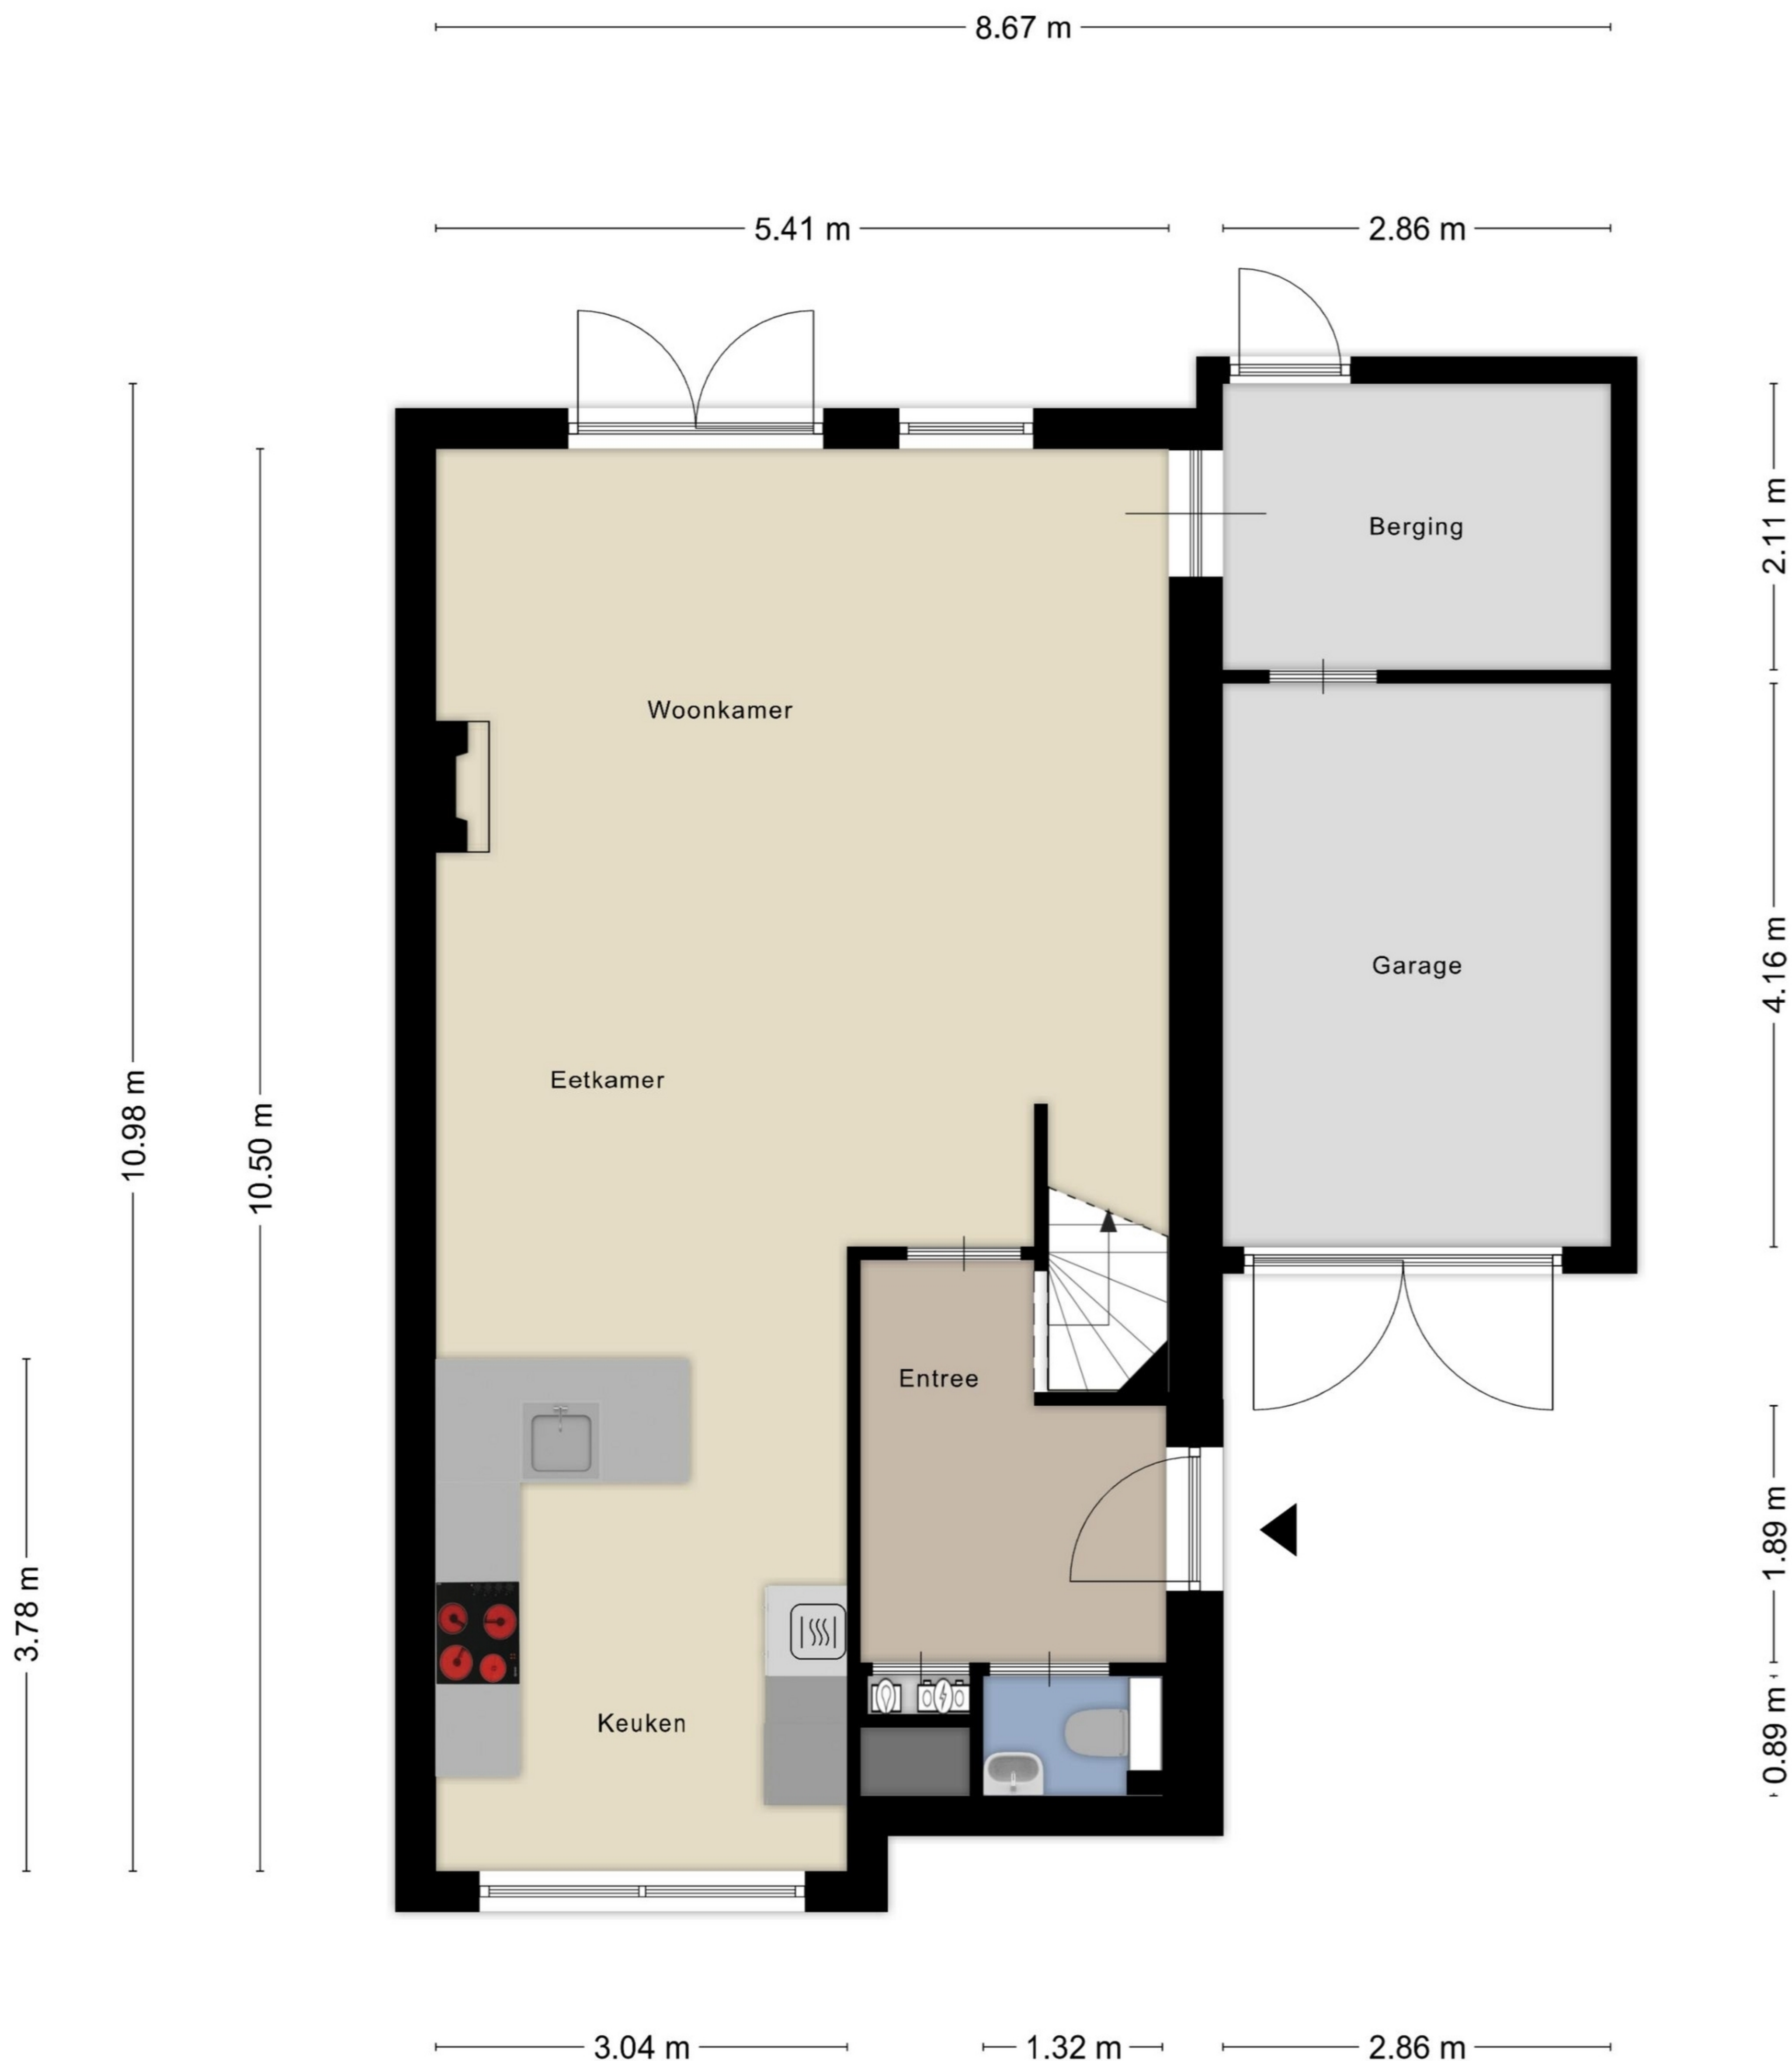 8.67 m
5.41 m
2.86 m
Berging
2.11 m
Woonkamer
Garage
4.16 m
Eetkamer
10.98 m
10.50 m
Entree
1.89 m
3.78 m
Keuken
0.89 m
3.04 m
1.32 m
2.86 m